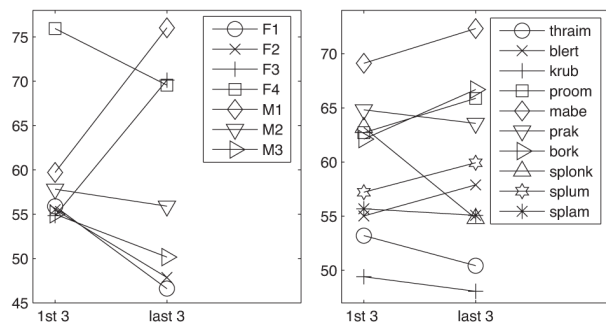 75
70
65
60
55
50
45
1st 3
last 3
F1
F2
F3
F4
M1
M2
M3
70
65
60
55
50
1st 3
last 3
thraim
blert
krub
proom
mabe
prak
bork
splonk
splum
splam